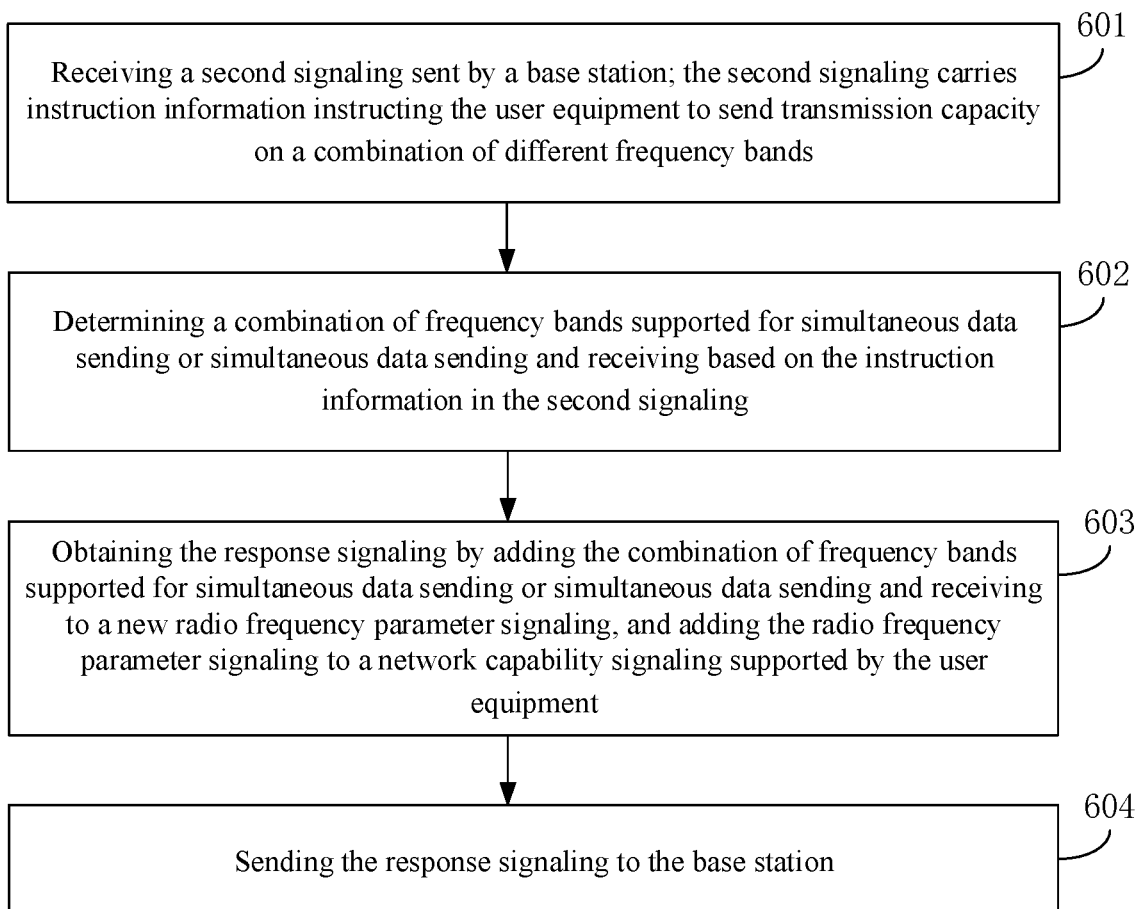 601
Receiving a second signaling sent by a base station; the second signaling carries
instruction information instructing the user equipment to send transmission capacity
on a combination of different frequency bands
602
Determining a combination of frequency bands supported for simultaneous data
sending or simultaneous data sending and receiving based on the instruction
information in the second signaling
603
Obtaining the response signaling by adding the combination of frequency bands
supported for simultaneous data sending or simultaneous data sending and receiving
to a new radio frequency parameter signaling, and adding the radio frequency
parameter signaling to a network capability signaling supported by the user
equipment
604
Sending the response signaling to the base station